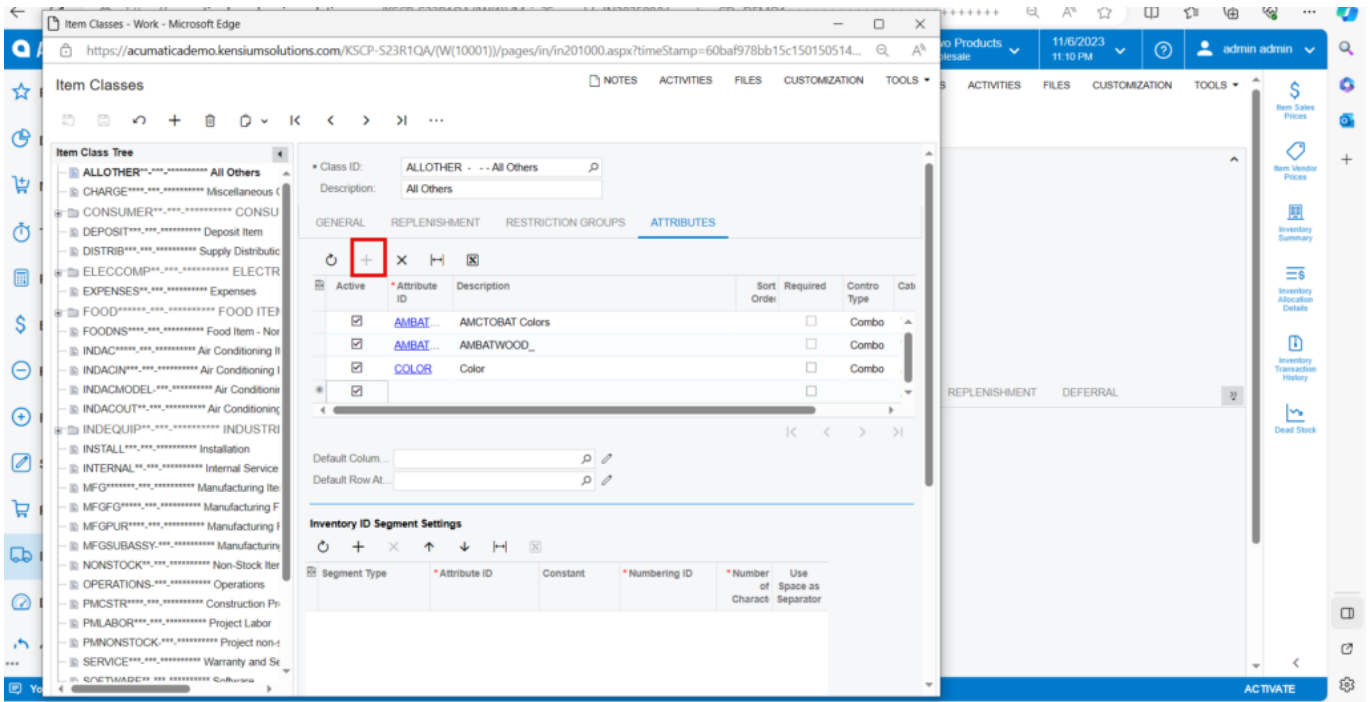 Item Classes - Work - Microsoft Edge
https://acumaticademo.kensiumsolutions.com/KSCP-S23R1QA/(W(10001))/pages/in/in201000.aspx?timeStamp=60baf978bb15c150150514...
Products
11/6/2023
11:10 PM
admin admin
Item Classes
NOTES ACTIVITIES FILES CUSTOMIZATION TOOLS
ACTIVITIES FILES CUSTOMIZATION TOOLS
Item Class Tree
ALLOTHER**-***-********** All Others
CHARGE****-***-********** Miscellaneous (
CONSUMER**-***-********** CONSU
DEPOSIT***-***-********** Deposit Item
DISTRIB***-***-********** Supply Distributic
ELECCOMP**-***-********** ELECTR
EXPENSES**-***-********** Expenses
FOOD******-***-********** FOOD ITEM
FOODNS****-***-********** Food Item - Nor
INDAC*****-***-********** Air Conditioning It
INDACIN***-***-********** Air Conditioning I
INDACMODEL-***-********** Air Conditionin
INDACOUT**-***-********** Air Conditioning
INDEQUIP**-***-********** INDUSTRI
INSTALL***-***-********** Installation
INTERNAL**-***-********** Internal Service
MFG*******-***-********** Manufacturing Ite
MFGFG*****-***-********** Manufacturing F
MFGPUR****-***-********** Manufacturing
MFGSUBASSY-***-********** Manufacturing
NONSTOCK**-***-********** Non-Stock Iter
OPERATIONS-***-********** Operations
PMCSTR****-***-********** Construction Pr
PMLABOR***-***-********** Project Labor
PMNONSTOCK-***-********** Project non-s
SERVICE***-***-********** Warranty and Se
SOFTWARE**-***-********** Software
Class ID: ALLOTHER - - - All Others
Description: All Others
GENERAL REPLENISHMENT RESTRICTION GROUPS ATTRIBUTES
Active *Attribute ID Description Sort Order Required Contro Type Cat
AMBAT... AMCTOBAT Colors Combo
AMBAT... AMBATWOOD_ Combo
COLOR Color Combo
Default Colum...
Default Row At...
Inventory ID Segment Settings
Segment Type *Attribute ID Constant *Numbering ID *Number of Charact Use Space as Separator
REPLENISHMENT DEFERRAL
Item Sales
Prices
Item Vendor
Prices
Inventory
Summary
Inventory
Allocation
Details
Inventory
Transaction
History
Dead Stock
ACTIVATE